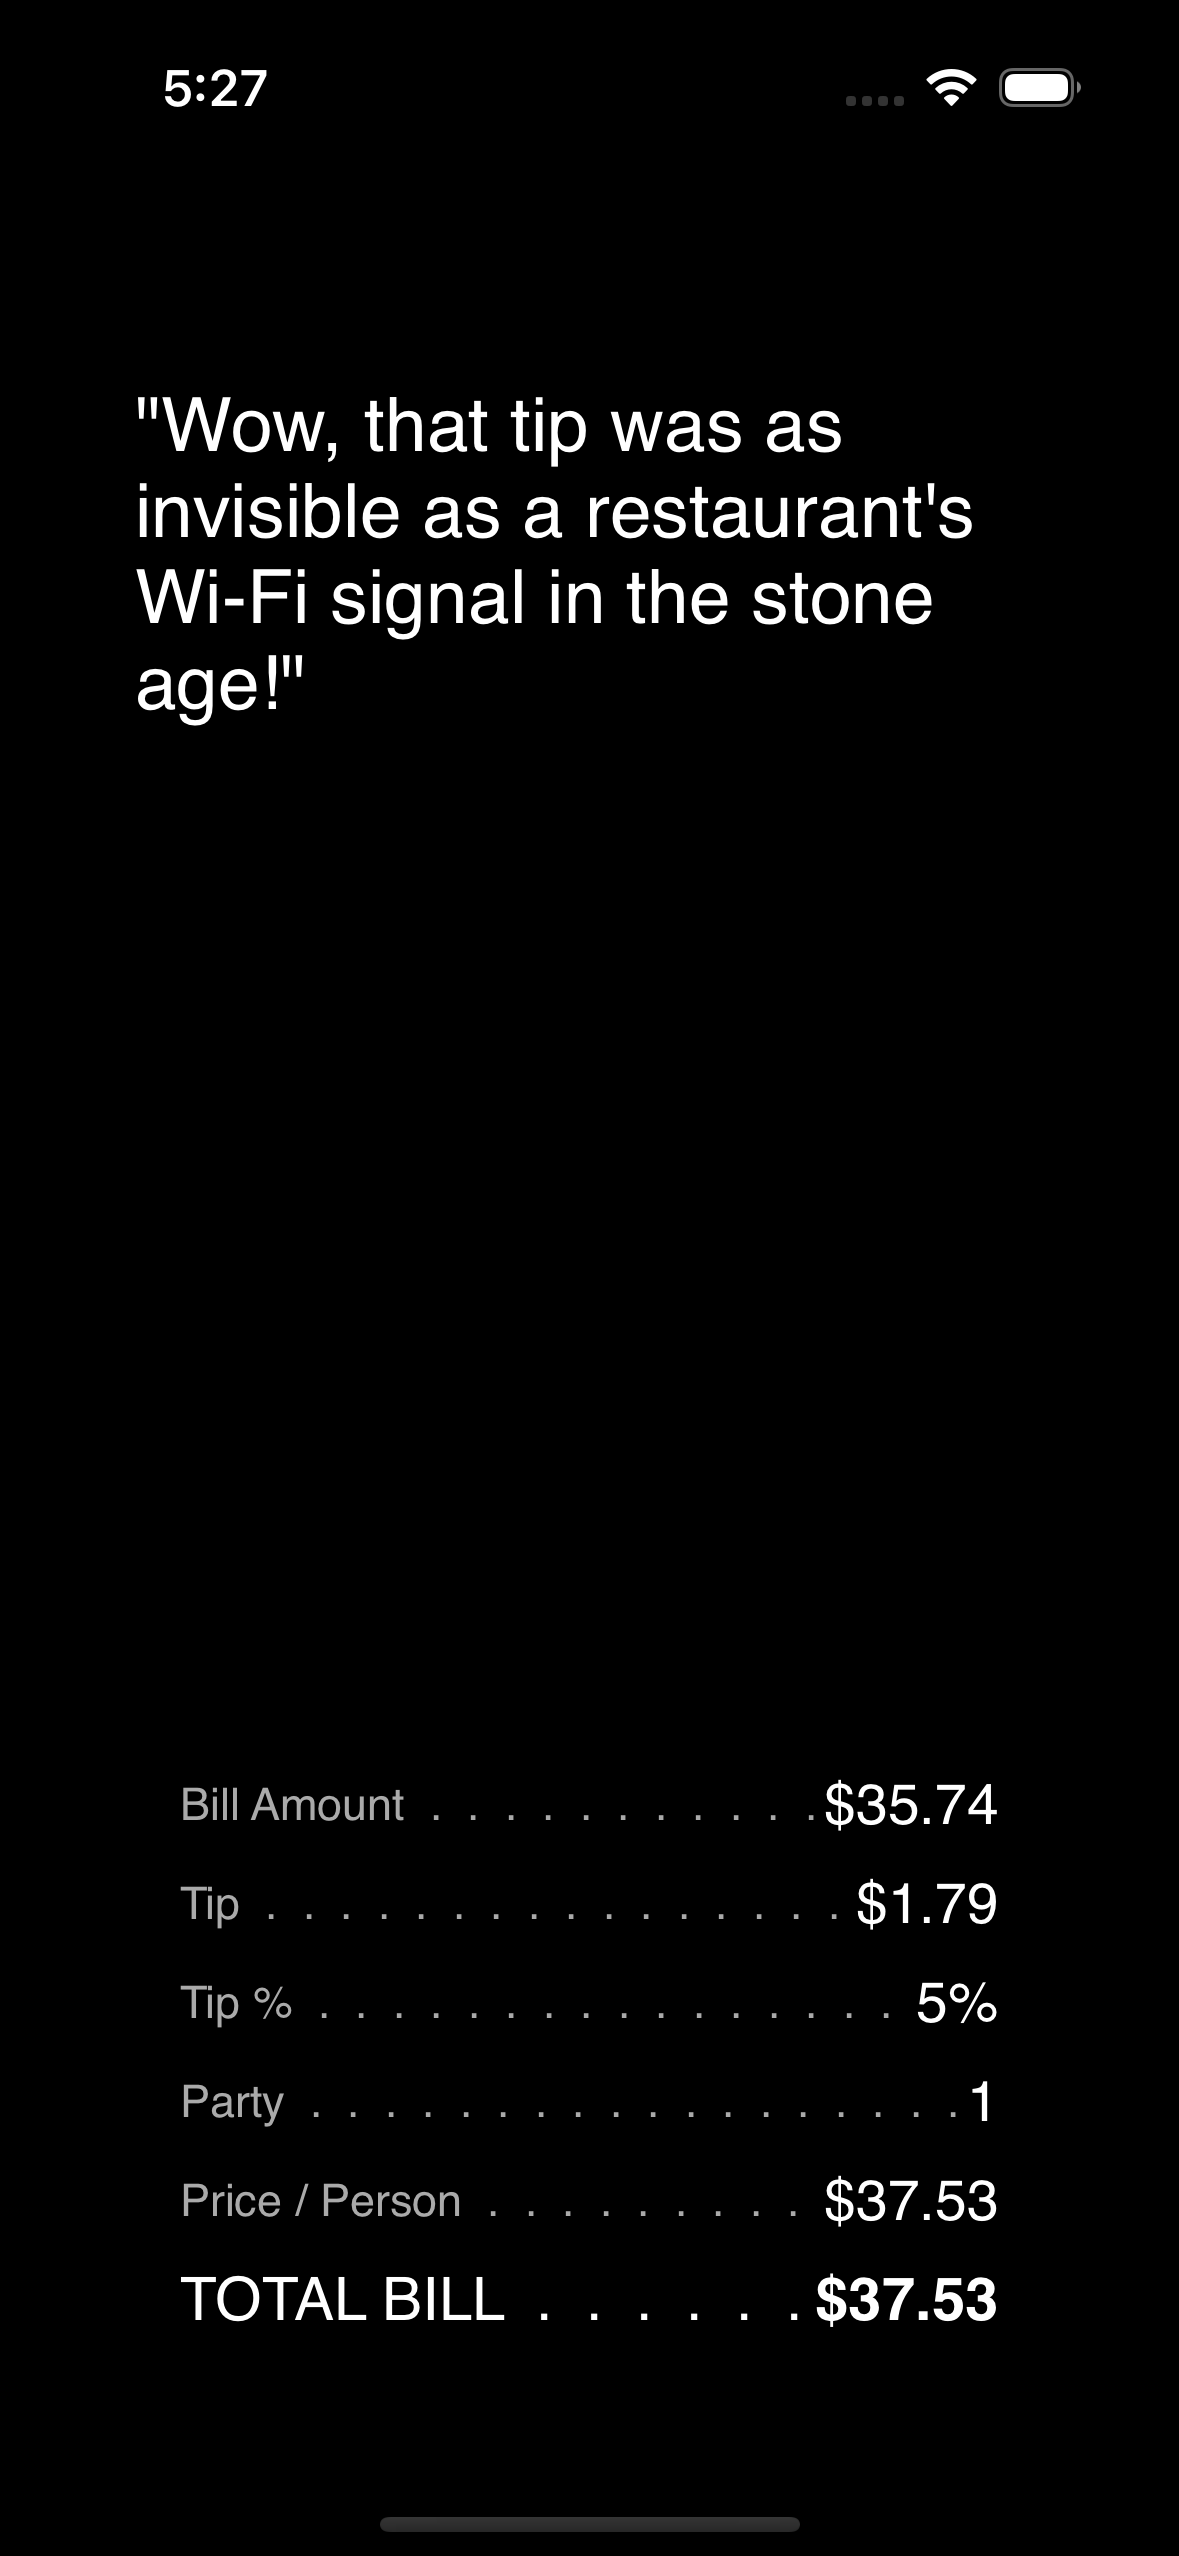 5:27
"Wow, that tip was as
invisible as a restaurant's
Wi-Fi signal in the stone
age!"
Bill Amount . . . . . . . . . . . $35.74
Tip . . . . . . . . . . . . . . . . $1.79
Tip % . . . . . . . . . . . . . . . . 5%
Party . . . . . . . . . . . . . . . . . . 1
Price / Person . . . . . . . . . $37.53
TOTAL BILL . . . . . . $37.53